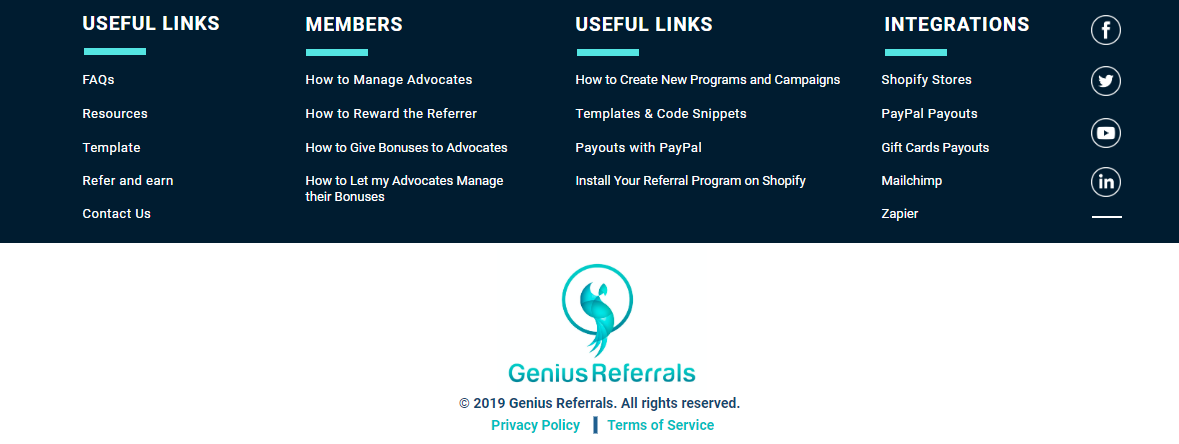 USEFUL LINKS
FAQs
Resources
Template
Refer and earn
Contact Us
MEMBERS
How to Manage Advocates
How to Reward the Referrer
How to Give Bonuses to Advocates
How to Let my Advocates Manage
their Bonuses
USEFUL LINKS
How to Create New Programs and Campaigns
Templates & Code Snippets
Payouts with PayPal
Install Your Referral Program on Shopify
INTEGRATIONS
Shopify Stores
PayPal Payouts
Gift Cards Payouts
Mailchimp
Zapier
f
in
Genius Referrals
© 2019 Genius Referrals. All rights reserved.
Privacy Policy | Terms of Service